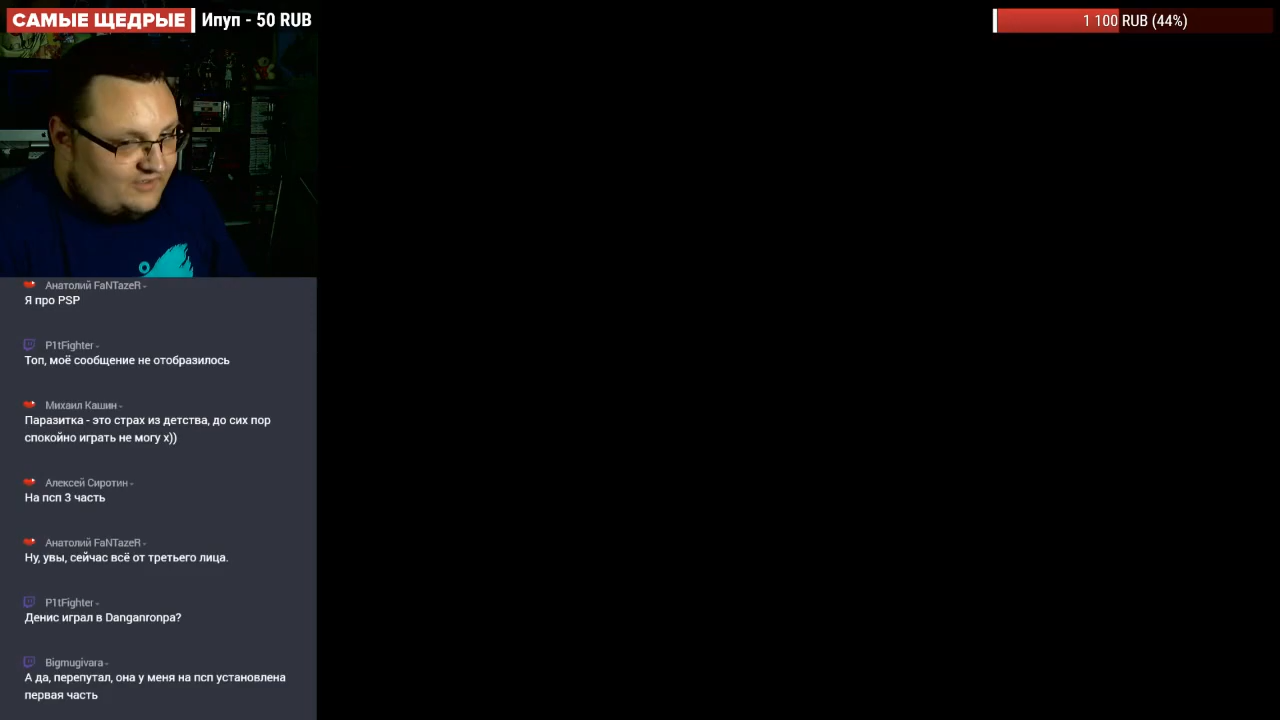 САМЫЕ ЩЕДРЫЕ Ипуп - 50 RUB
1 100 RUB (44%)
Анатолий FaNTazeR-
Я про PSP
P1tFighter-
Топ, моё сообщение не отобразилось
Михаил Кашин-
Паразитка - это страх из детства, до сих пор
спокойно играть не могу x))
Алексей Сиротин-
На псп 3 часть
Анатолий FaNTazeR-
Ну, увы, сейчас всё от третьего лица.
P1tFighter-
Денис играл в Danganronpa?
Bigmugivara-
А да, перепутал, она у меня на псп установлена
первая часть